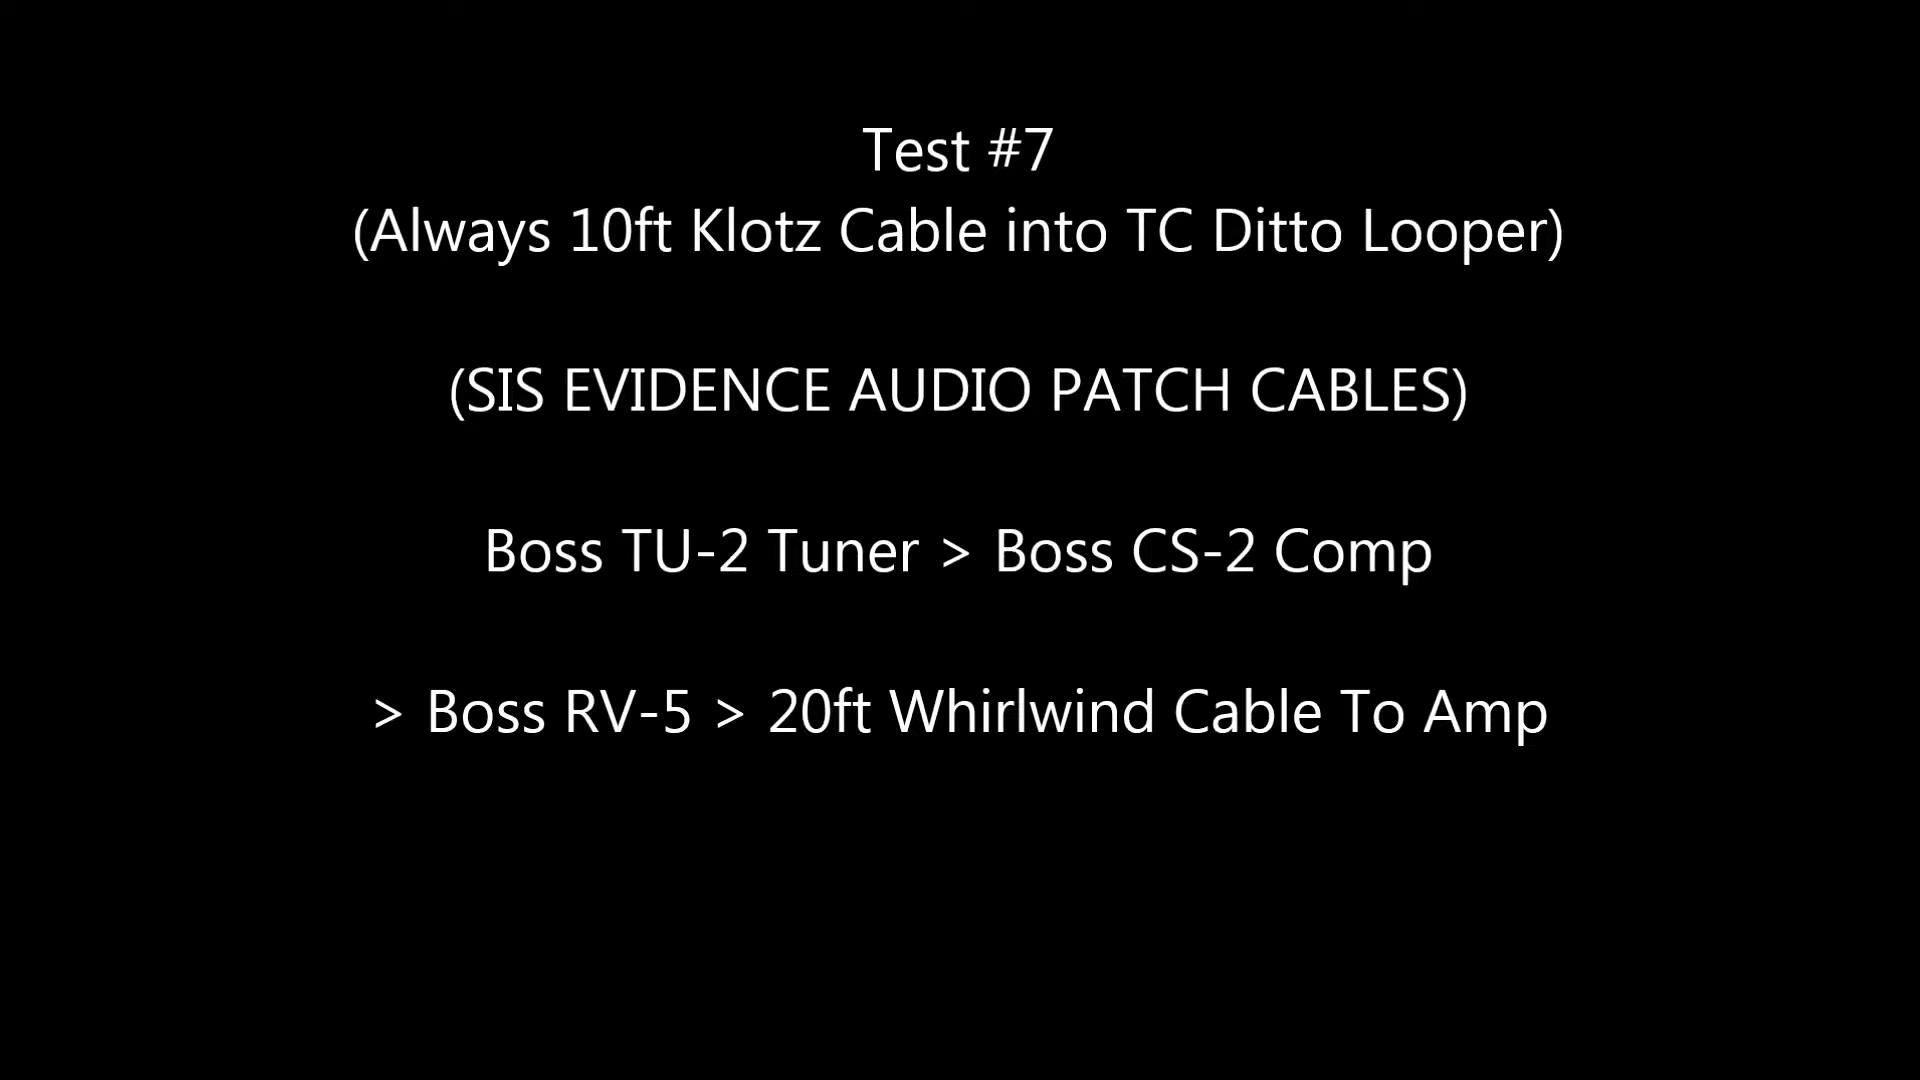 Test #7
(Always 10ft Klotz Cable into TC Ditto Looper)
(SIS EVIDENCE AUDIO PATCH CABLES)
Boss TU-2 Tuner > Boss CS-2 Comp
> Boss RV-5 > 20ft Whirlwind Cable To Amp